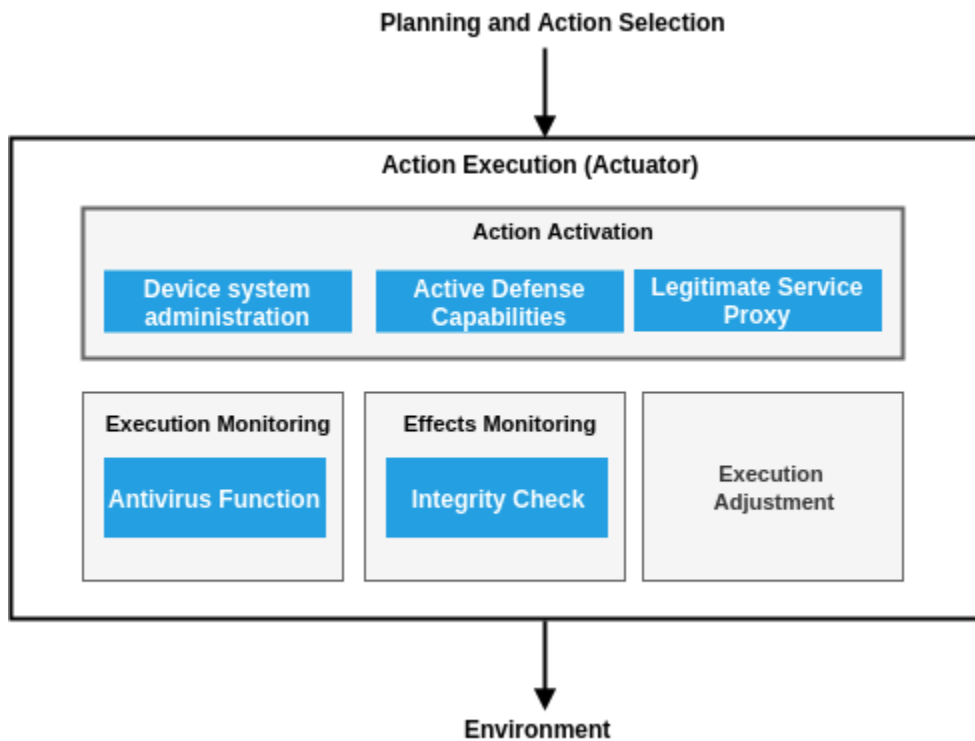 Planning and Action Selection
Action Execution (Actuator)
Action Activation
Device system
administration
Active Defense
Capabilities
Legitimate Service
Proxy
Execution Monitoring
Antivirus Function
Effects Monitoring
Integrity Check
Execution
Adjustment
Environment